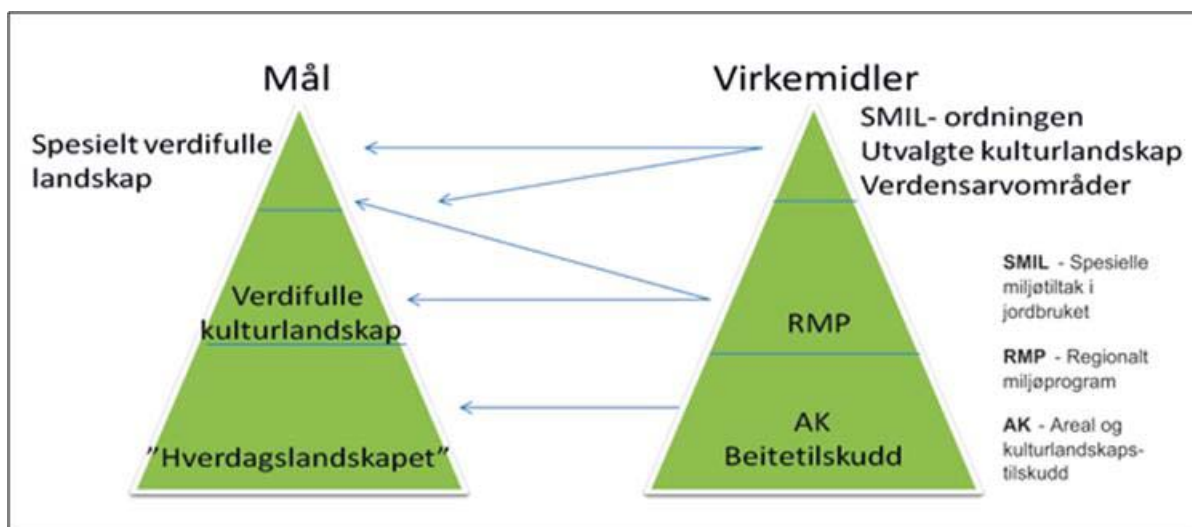 Mål
Spesielt verdifulle
landskap
Verdifulle
kulturlandskap
”Hverdagslandskapet”
Virkemidler
SMIL- ordningen
Utvalgte kulturlandskap
Verdensarvområder
RMP
AK
Beitetilskudd
SMIL - Spesielle
miljøtiltak i
jordbruket
RMP - Regionalt
miljøprogram
AK - Areal og
kulturlandskaps-
tilskudd